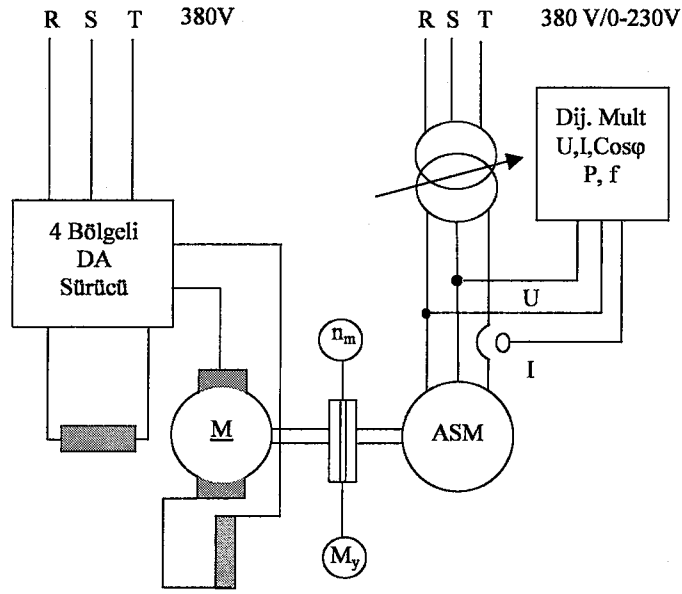 R S T 380V
R S T 380 V/0-230V
Dij. Mult
U,I,Cosφ
P, f
4 Bölgeli
DA
Sürücü
U
n_m
I
M
ASM
M_y